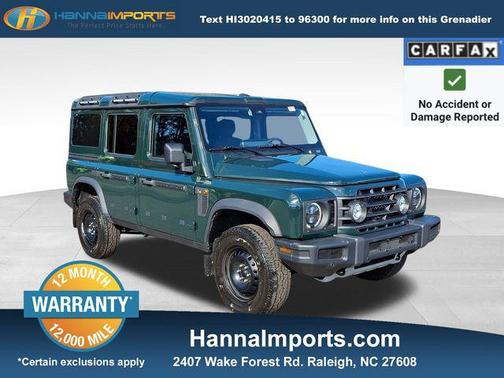 HANNAIMPORTS
The Perfect Price Starts Here.
Text HI3020415 to 96300 for more info on this Grenadier
CARFAX
No Accident or
Damage Reported
12 MONTH
WARRANTY*
12,000 MILE
*Certain exclusions apply
HannaImports.com
2407 Wake Forest Rd. Raleigh, NC 27608